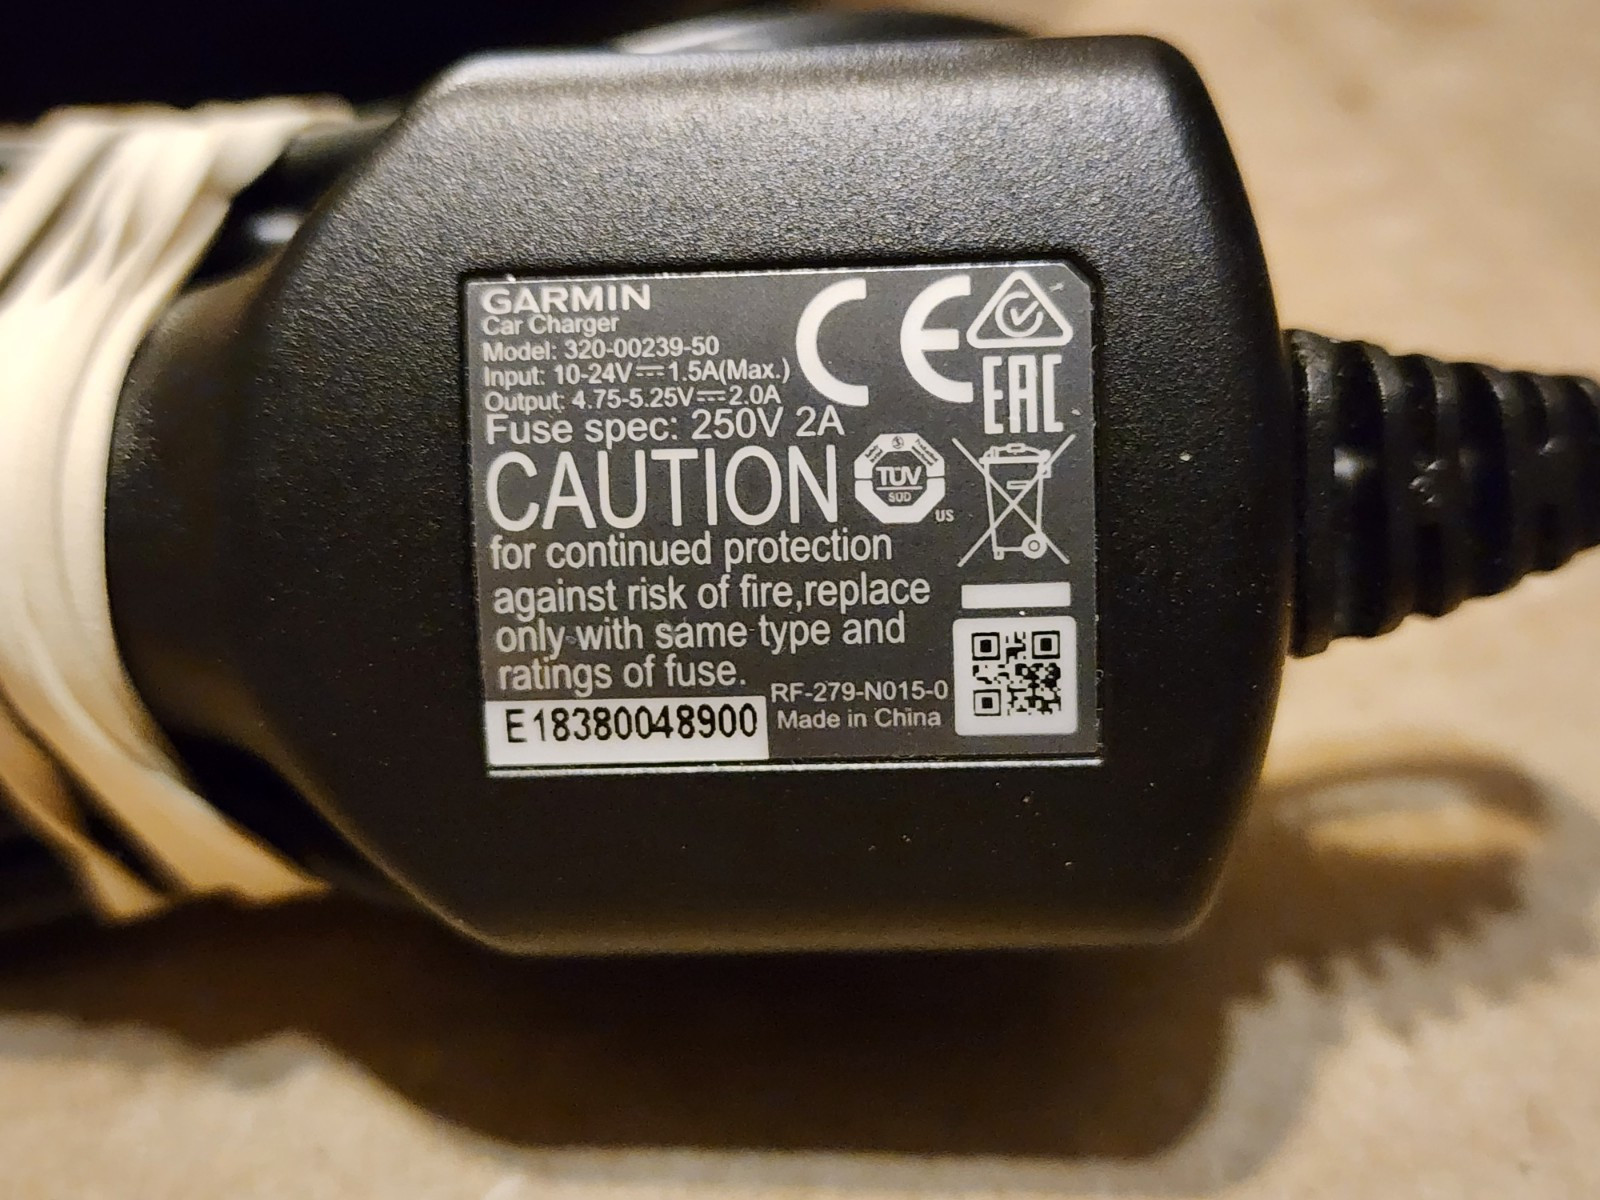 GARMIN
Car Charger
Model: 320-00239-50
Input: 10-24V⎓1.5A(Max.)
Output: 4.75-5.25V⎓2.0A
Fuse spec: 250V 2A
CE
EAC
CAUTION
TÜV
SÜD
US
for continued protection
against risk of fire,replace
only with same type and
ratings of fuse.
RF-279-N015-0
Made in China
E18380048900